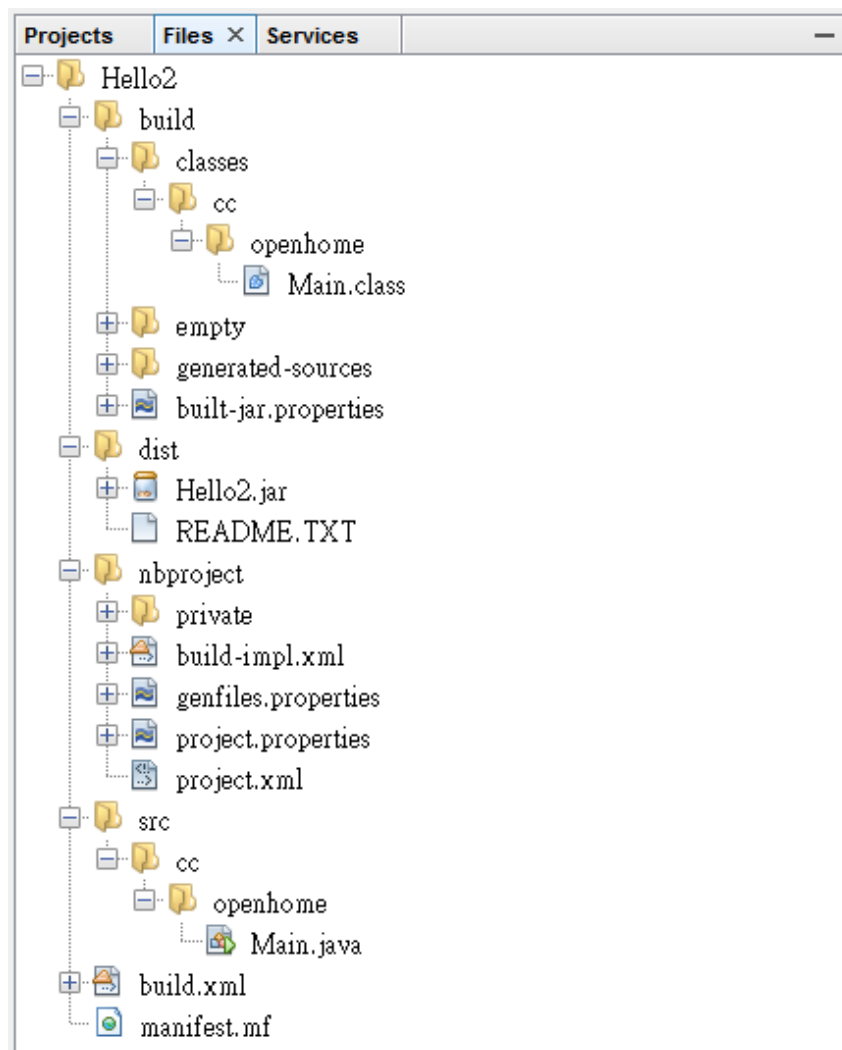 Projects Files × Services
Hello2
build
classes
cc
openhome
Main.class
empty
generated-sources
built-jar.properties
dist
Hello2.jar
README.TXT
nbproject
private
build-impl.xml
genfiles.properties
project.properties
project.xml
src
cc
openhome
Main.java
build.xml
manifest.mf